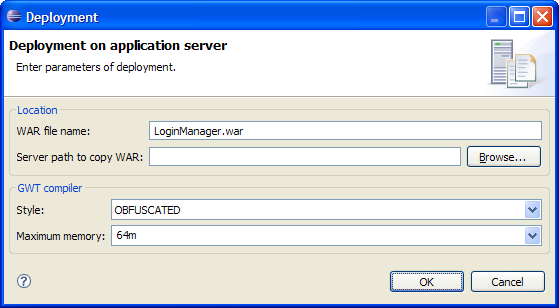 Deployment
Deployment on application server
Enter parameters of deployment.
Location
WAR file name: LoginManager.war
Server path to copy WAR: Browse...
GWT compiler
Style: OBFUSCATED
Maximum memory: 64m
? OK Cancel